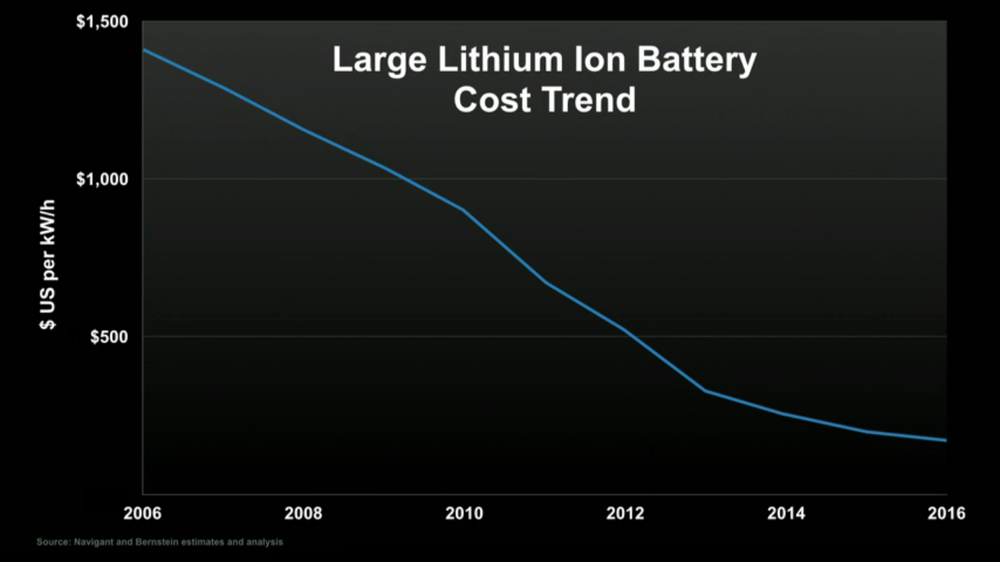 Large Lithium Ion Battery
Cost Trend
$1,500
$1,000
$500
$ US per kW/h
2006 2008 2010 2012 2014 2016
Source: Navigant and Bernstein estimates and analysis